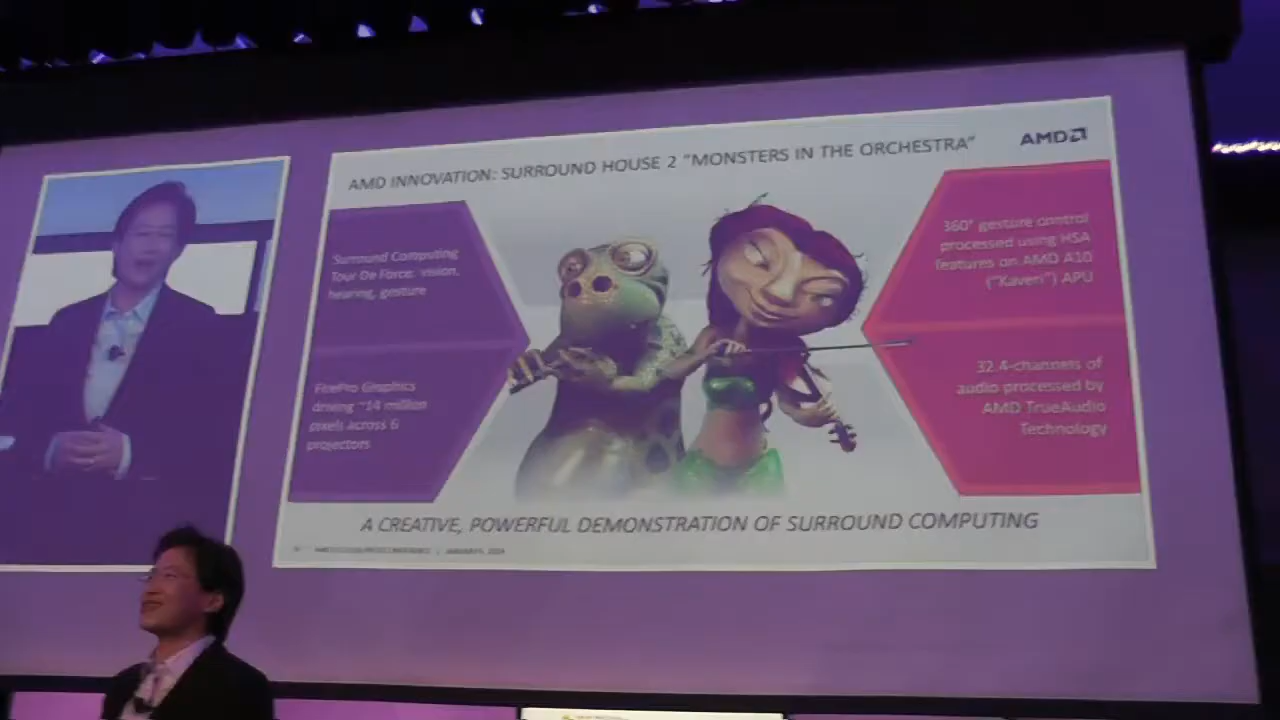 AMD INNOVATION: SURROUND HOUSE 2 "MONSTERS IN THE ORCHESTRA"
AMD
Surround Computing
Tour De Force: vision,
hearing, gesture
FirePro Graphics
driving ~14 million
pixels across 6
projectors
360° gesture control
processed using HSA
features on AMD A10
("Kaveri") APU
32.4-channels of
audio processed by
AMD TrueAudio
Technology
A CREATIVE, POWERFUL DEMONSTRATION OF SURROUND COMPUTING